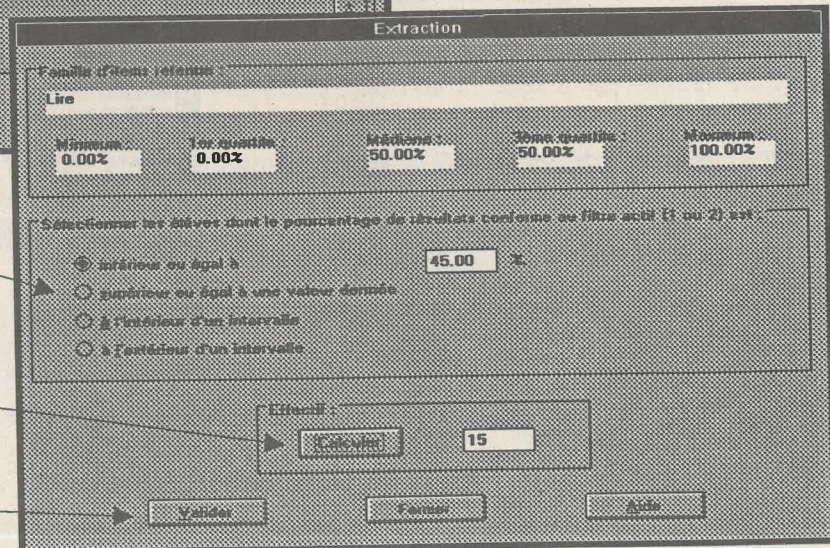 Extraction
Famille d'items retenue :
Lire
Minimum : 1er quartile Médiane : 3ème quartile : Maximum :
0.00% 0.00% 50.00% 50.00% 100.00%
Sélectionner les élèves dont le pourcentage de résultats conforme au filtre actif (1 ou 2) est :
inférieur ou égal à 45.00 %
supérieur ou égal à une valeur donnée
à l'intérieur d'un intervalle
à l'extérieur d'un intervalle
Effectif :
Calculer 15
Valider Fermer Aide